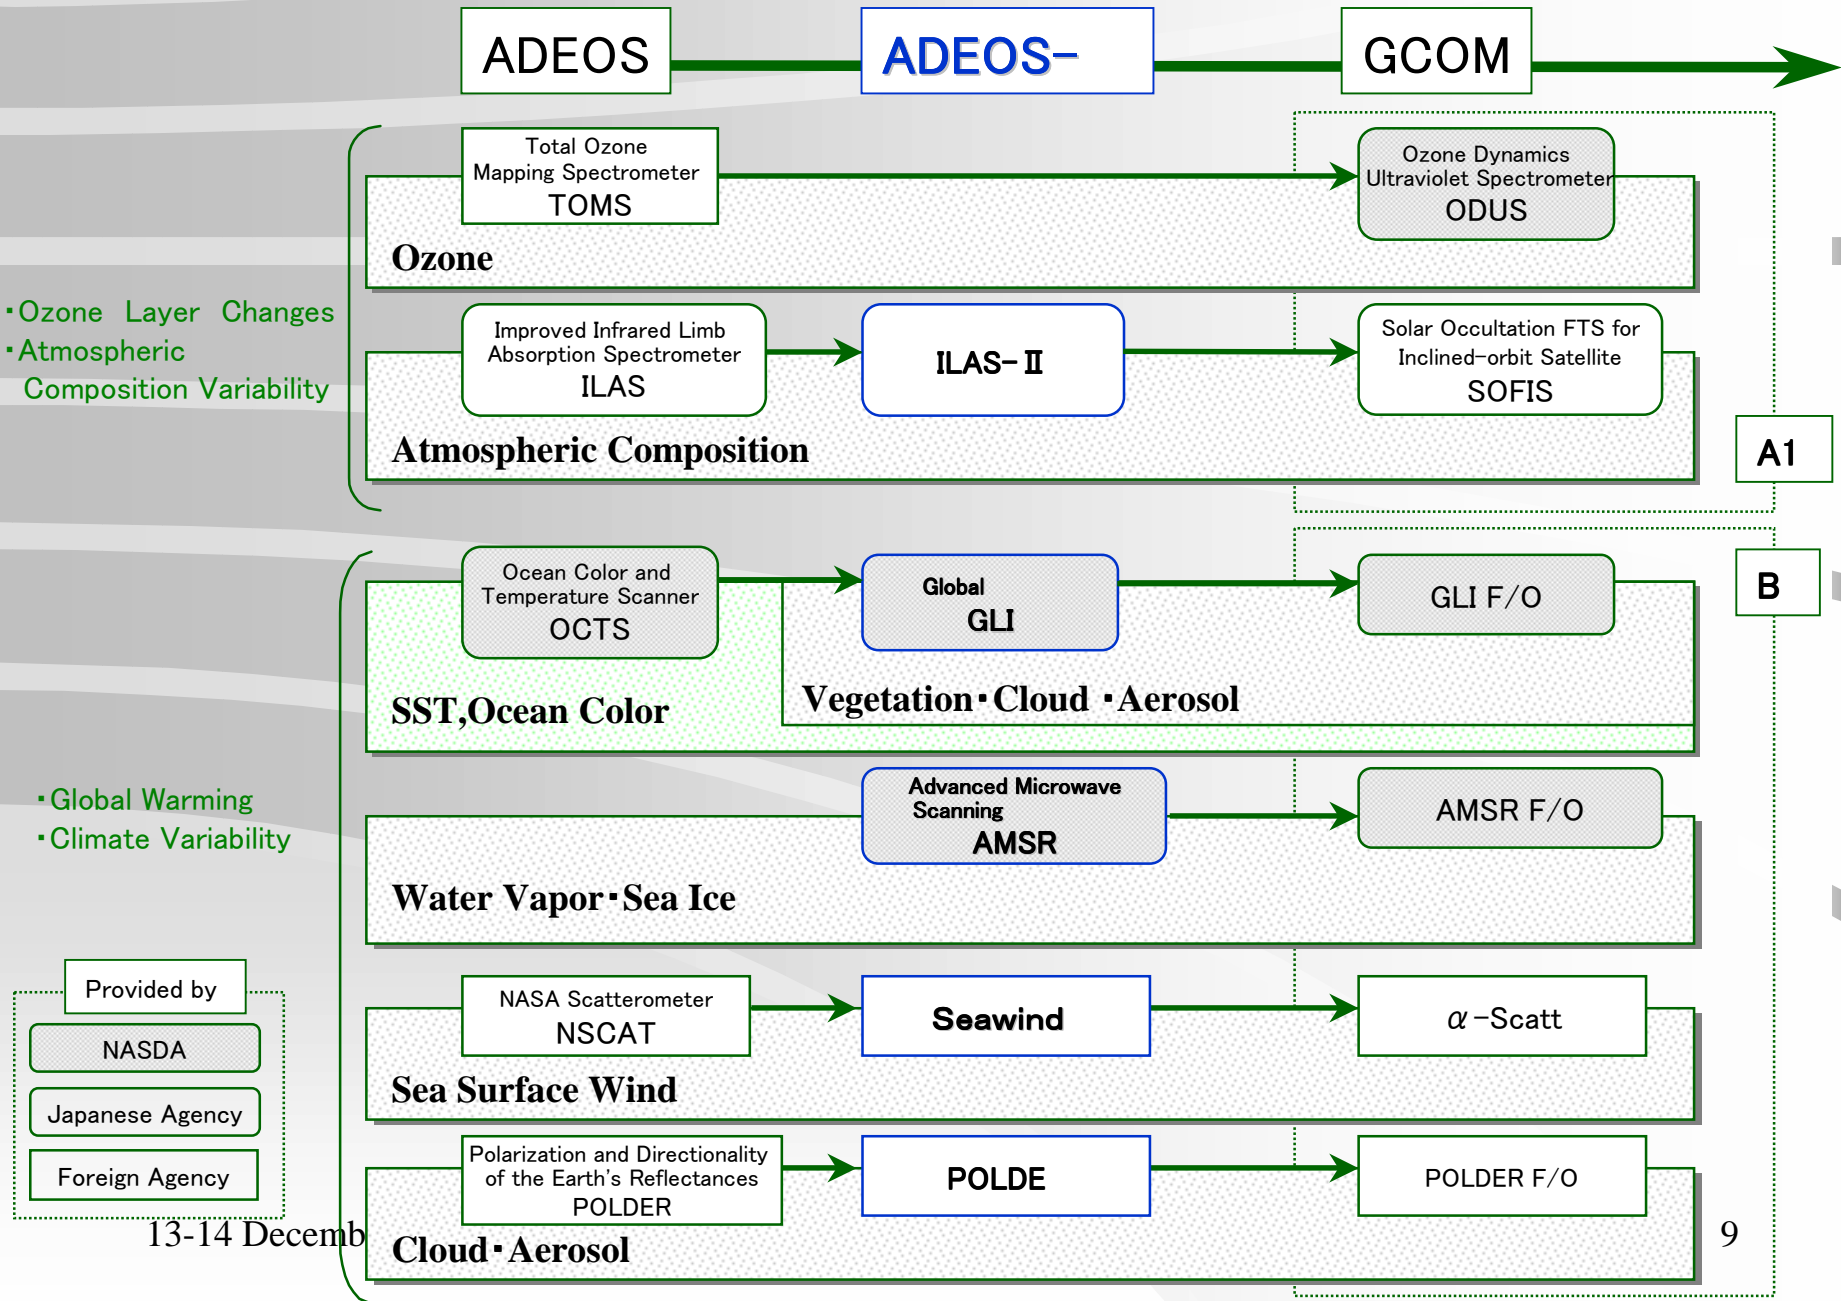 ADEOS
ADEOS-
GCOM
Total Ozone
Mapping Spectrometer
TOMS
Ozone Dynamics
Ultraviolet Spectrometer
ODUS
Ozone
・Ozone Layer Changes
・Atmospheric
Composition Variability
Improved Infrared Limb
Absorption Spectrometer
ILAS
ILAS-Ⅱ
Solar Occultation FTS for
Inclined-orbit Satellite
SOFIS
Atmospheric Composition
A1
Ocean Color and
Temperature Scanner
OCTS
Global
GLI
GLI F/O
B
SST,Ocean Color
Vegetation・Cloud ・Aerosol
・Global Warming
・Climate Variability
Advanced Microwave
Scanning
AMSR
AMSR F/O
Water Vapor・Sea Ice
Provided by
NASDA
Japanese Agency
Foreign Agency
NASA Scatterometer
NSCAT
Seawind
α-Scatt
Sea Surface Wind
Polarization and Directionality
of the Earth's Reflectances
POLDER
POLDE
POLDER F/O
Cloud・Aerosol
13-14 Decemb
9